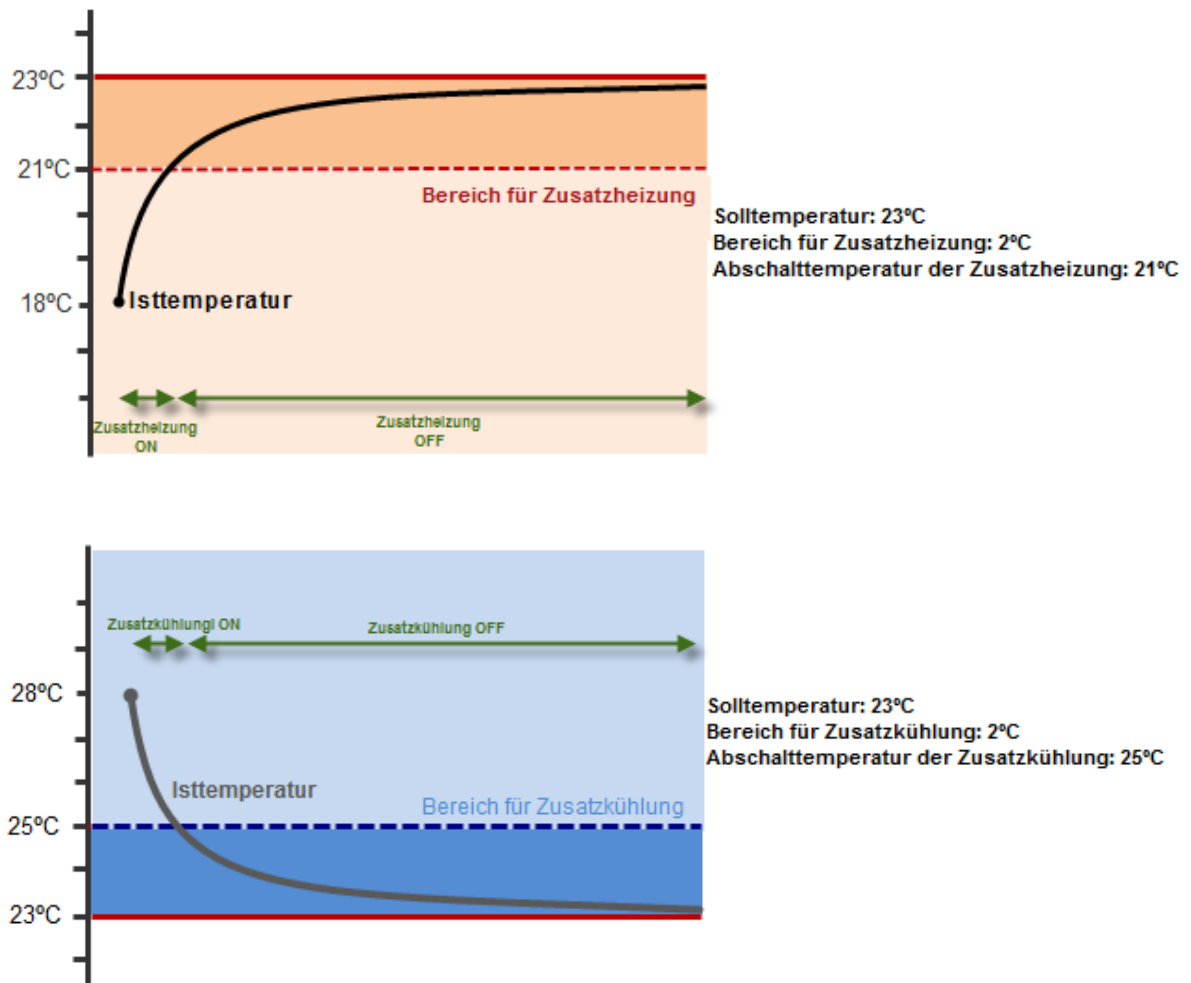 23ºC
21ºC
Bereich für Zusatzheizung
Solltemperatur: 23ºC
Bereich für Zusatzheizung: 2ºC
Abschalttemperatur der Zusatzheizung: 21ºC
18ºC
Isttemperatur
Zusatzheizung
ON
Zusatzheizung
OFF
Zusatzkühlungl ON
Zusatzkühlung OFF
28ºC
Solltemperatur: 23ºC
Bereich für Zusatzkühlung: 2ºC
Abschalttemperatur der Zusatzkühlung: 25ºC
Isttemperatur
Bereich für Zusatzkühlung
25ºC
23ºC